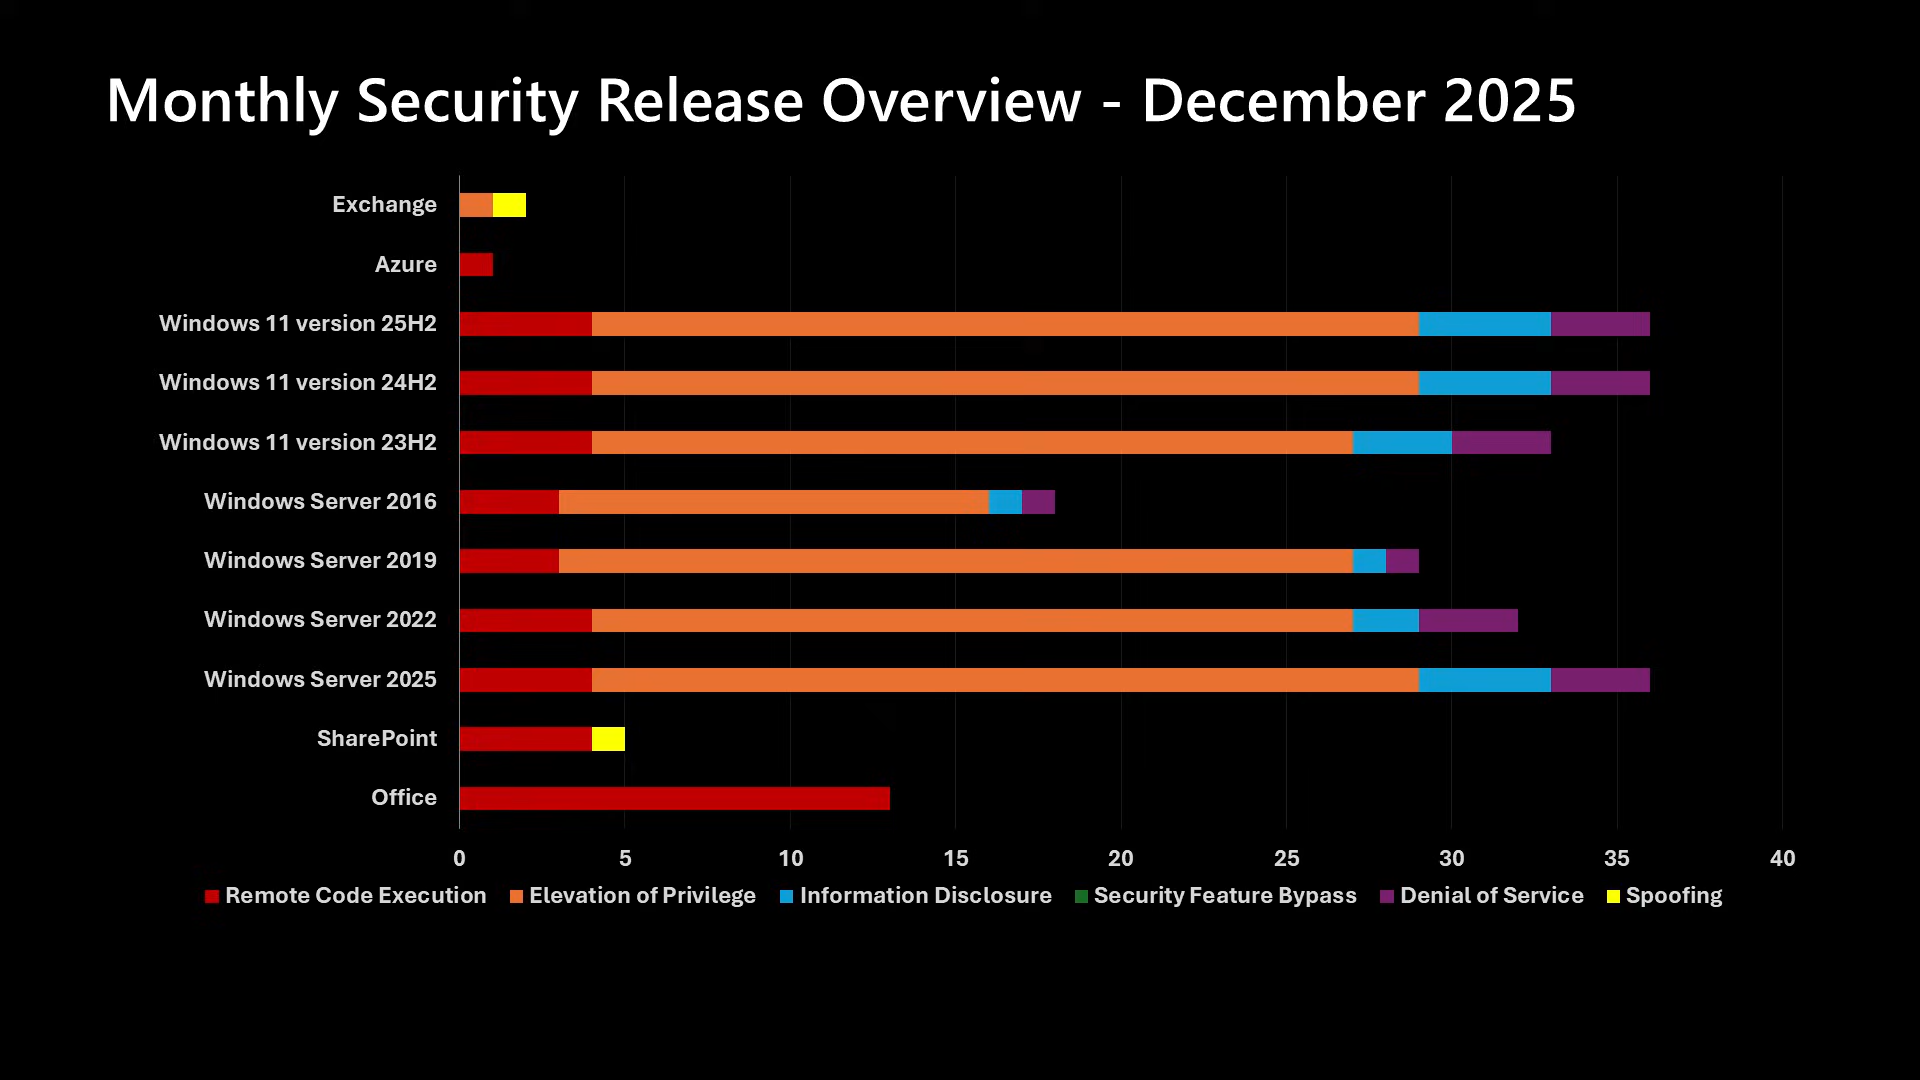 Monthly Security Release Overview - December 2025
Exchange
Azure
Windows 11 version 25H2
Windows 11 version 24H2
Windows 11 version 23H2
Windows Server 2016
Windows Server 2019
Windows Server 2022
Windows Server 2025
SharePoint
Office
0 5 10 15 20 25 30 35 40
Remote Code Execution Elevation of Privilege Information Disclosure Security Feature Bypass Denial of Service Spoofing